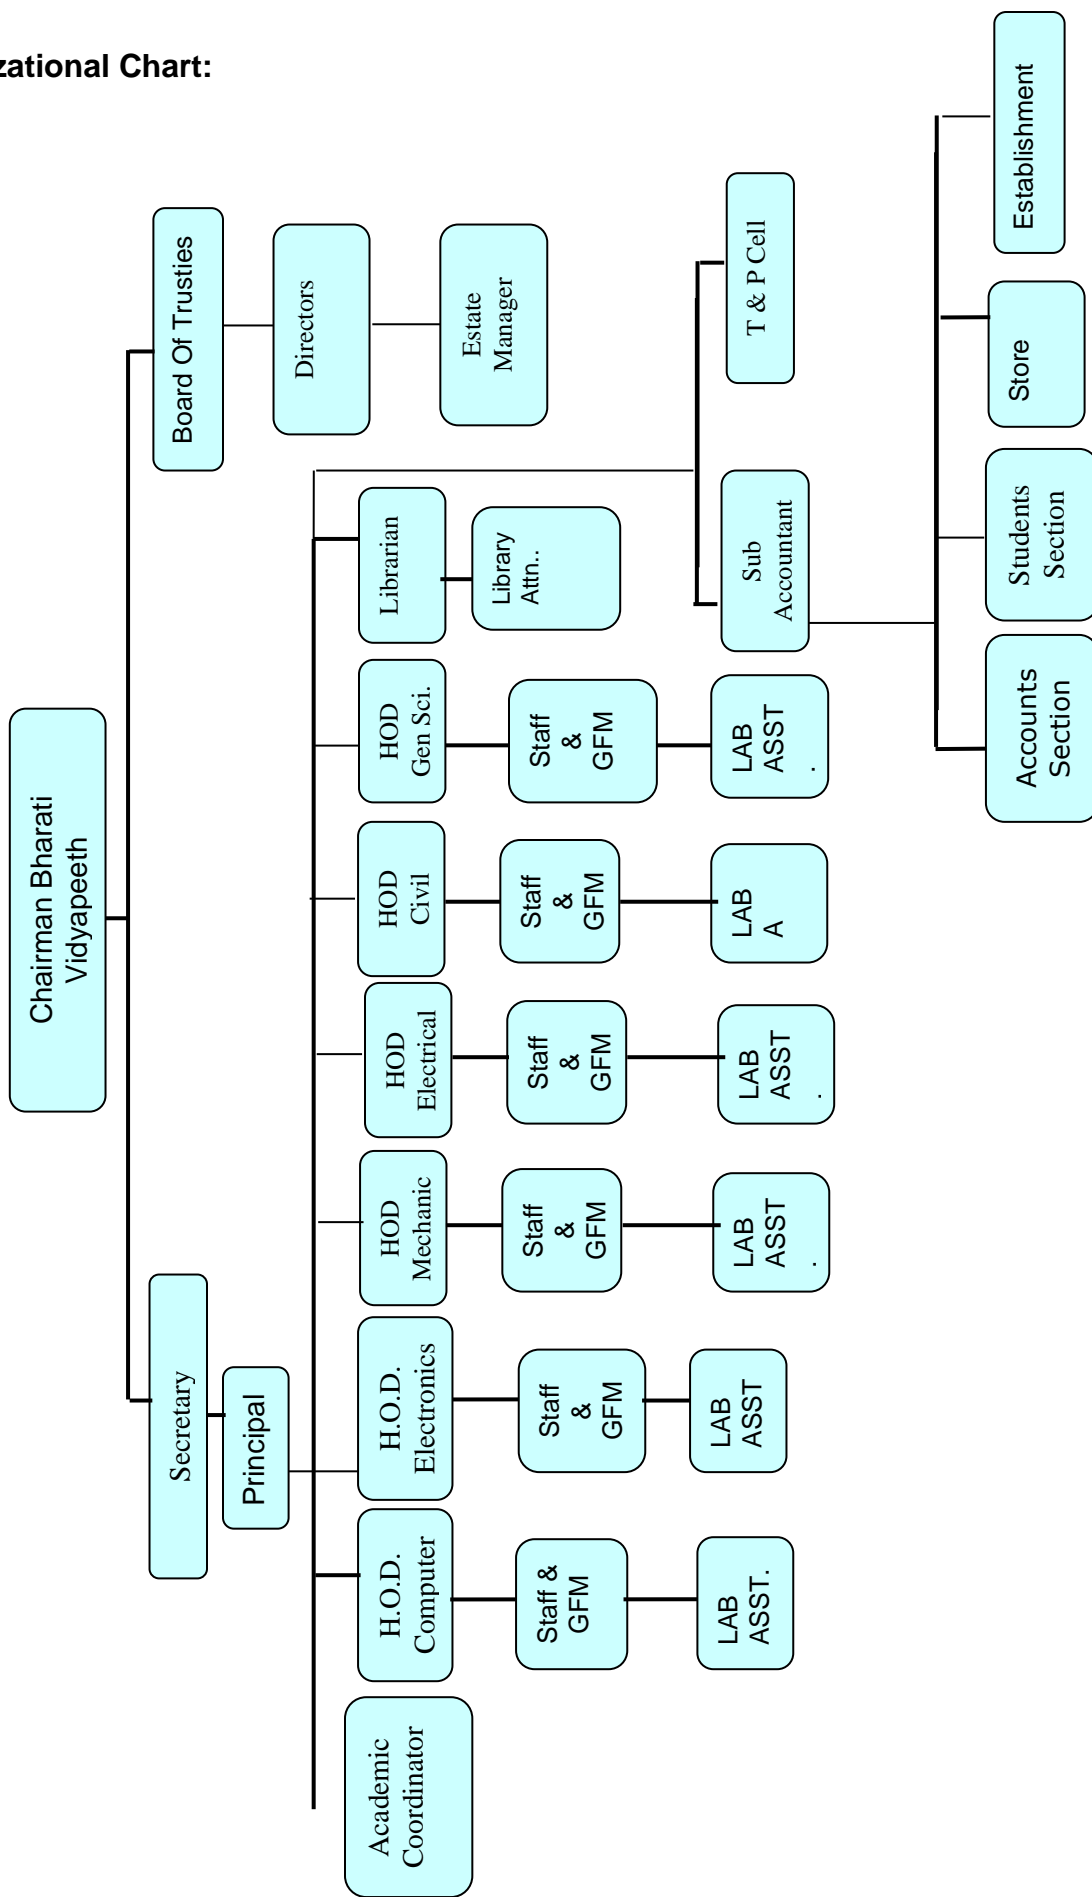 zational Chart:
Chairman Bharati
Vidyapeeth
Secretary
Board Of Trusties
Principal
Directors
Estate
Manager
Academic
Coordinator
H.O.D.
Computer
H.O.D.
Electronics
HOD
Mechanic
HOD
Electrical
HOD
Civil
HOD
Gen Sci.
Librarian
Staff &
GFM
Staff
&
GFM
Staff
&
GFM
Staff
&
GFM
Staff
&
GFM
Staff
&
GFM
Library
Attn..
LAB
ASST.
LAB
ASST
LAB
ASST
.
LAB
ASST
.
LAB
A
LAB
ASST
.
Sub
Accountant
T & P Cell
Accounts
Section
Students
Section
Store
Establishment